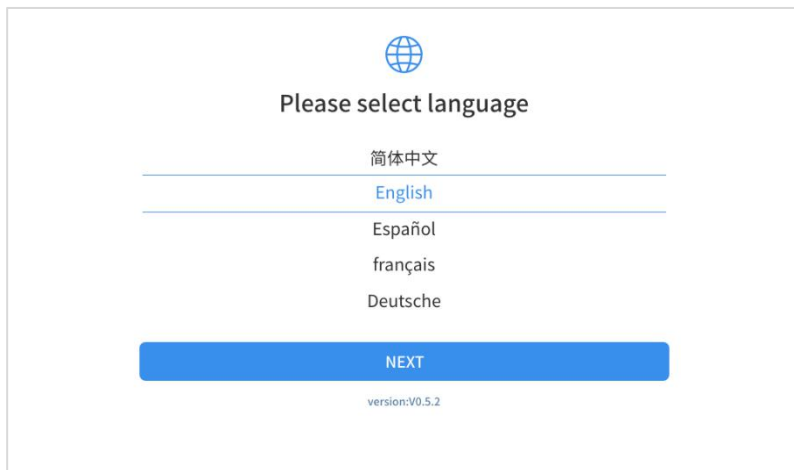 Please select language
简体中文
English
Español
français
Deutsche
NEXT
version:V0.5.2